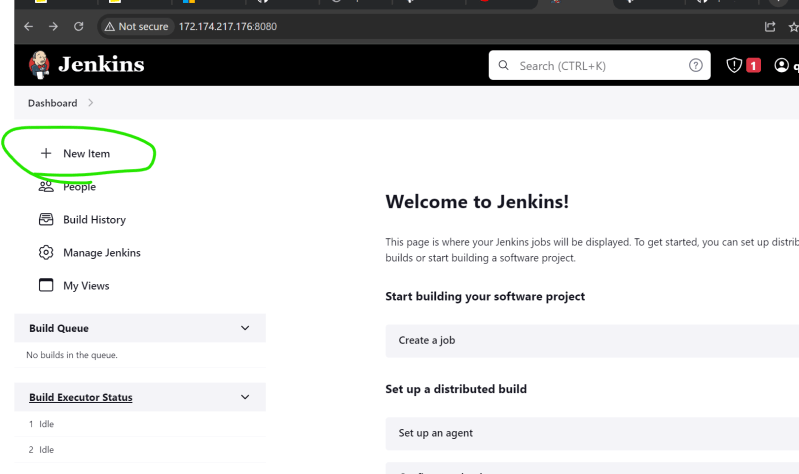 Not secure 172.174.217.176:8080
Jenkins
Search (CTRL+K)
1
Dashboard
New Item
People
Build History
Manage Jenkins
My Views
Build Queue
No builds in the queue.
Build Executor Status
1 Idle
2 Idle
Welcome to Jenkins!
This page is where your Jenkins jobs will be displayed. To get started, you can set up distrib
builds or start building a software project.
Start building your software project
Create a job
Set up a distributed build
Set up an agent